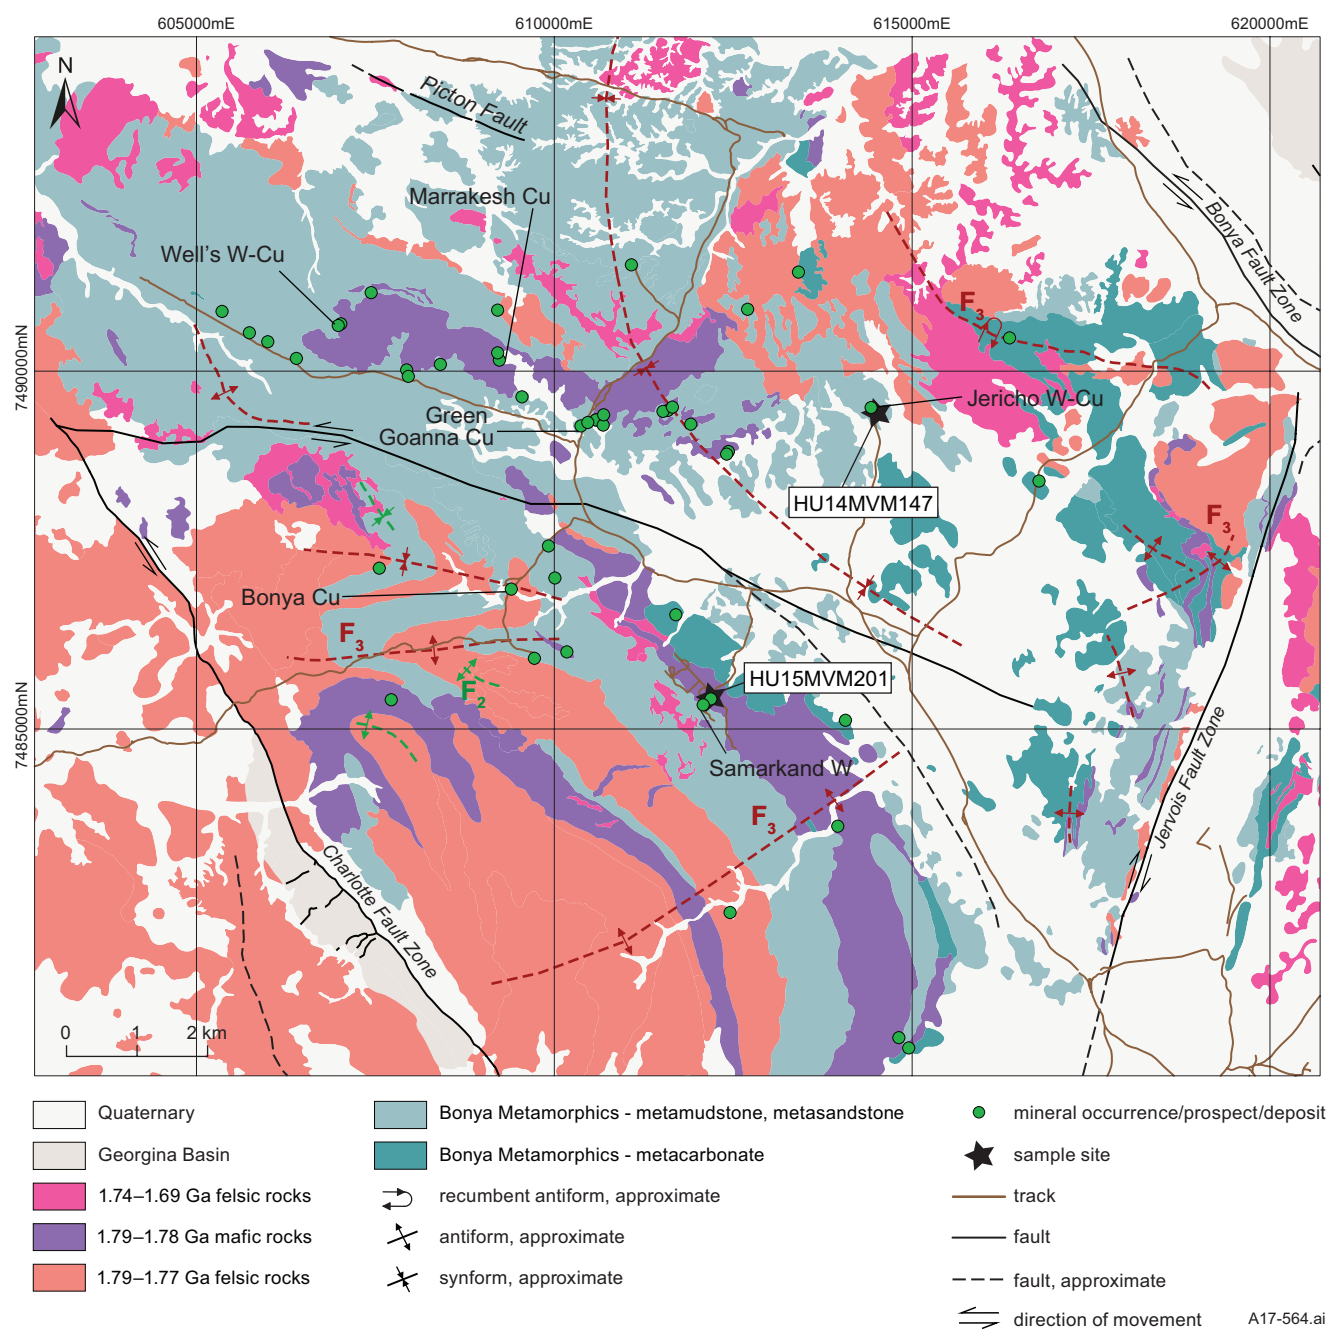 605000mE
610000mE
615000mE
620000mE
N
Picton Fault
Marrakesh Cu
Well's W-Cu
Bonya Fault Zone
F3
7490000mN
Jericho W-Cu
Green
Goanna Cu
HU14MVM147
F3
Bonya Cu
F3
F2
HU15MVM201
7485000mN
Samarkand W
F3
Jervois Fault Zone
Charlotte Fault Zone
0 1 2 km
Quaternary
Georgina Basin
1.74–1.69 Ga felsic rocks
1.79–1.78 Ga mafic rocks
1.79–1.77 Ga felsic rocks
Bonya Metamorphics - metamudstone, metasandstone
Bonya Metamorphics - metacarbonate
recumbent antiform, approximate
antiform, approximate
synform, approximate
mineral occurrence/prospect/deposit
sample site
track
fault
fault, approximate
direction of movement
A17-564.ai